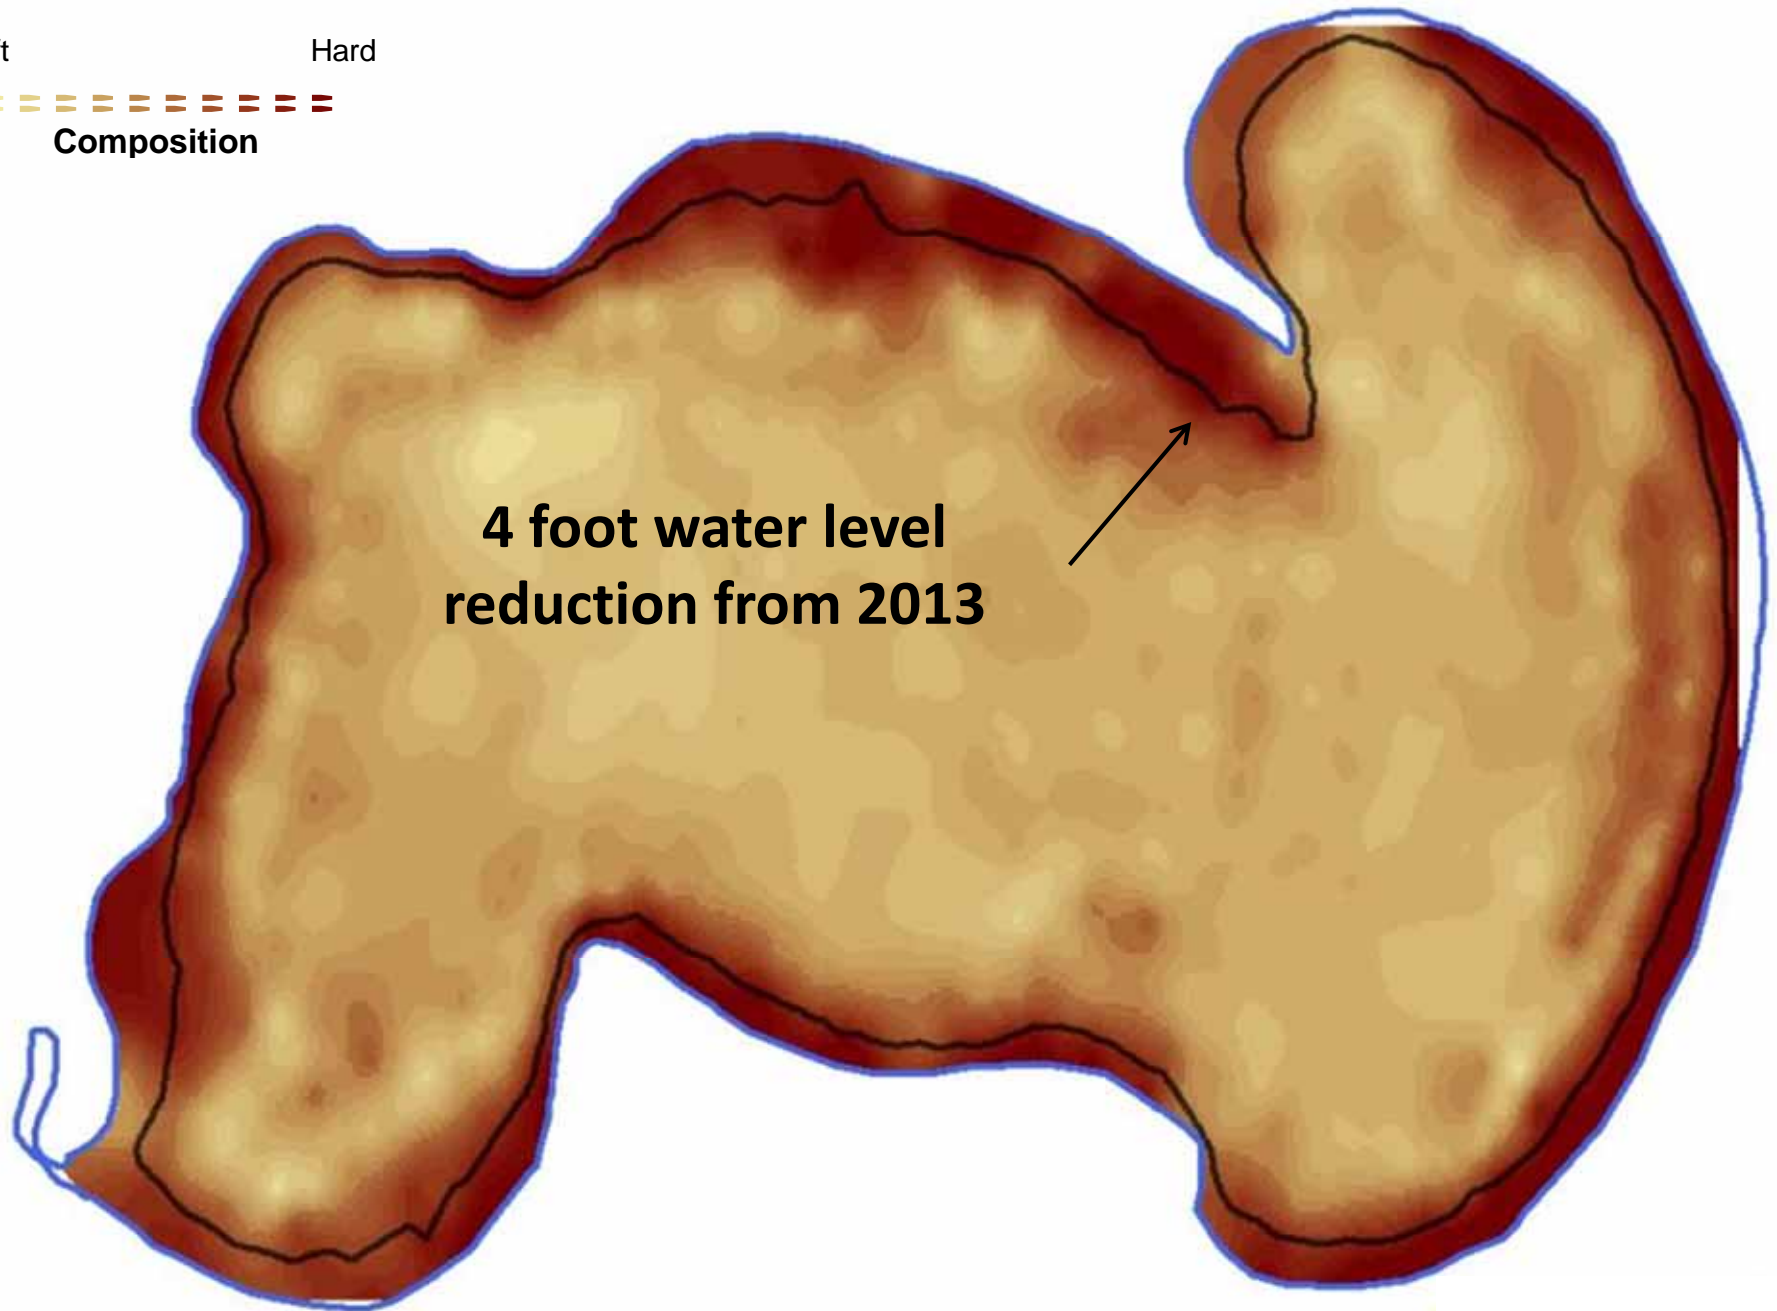 Hard
Composition
4 foot water level
reduction from 2013